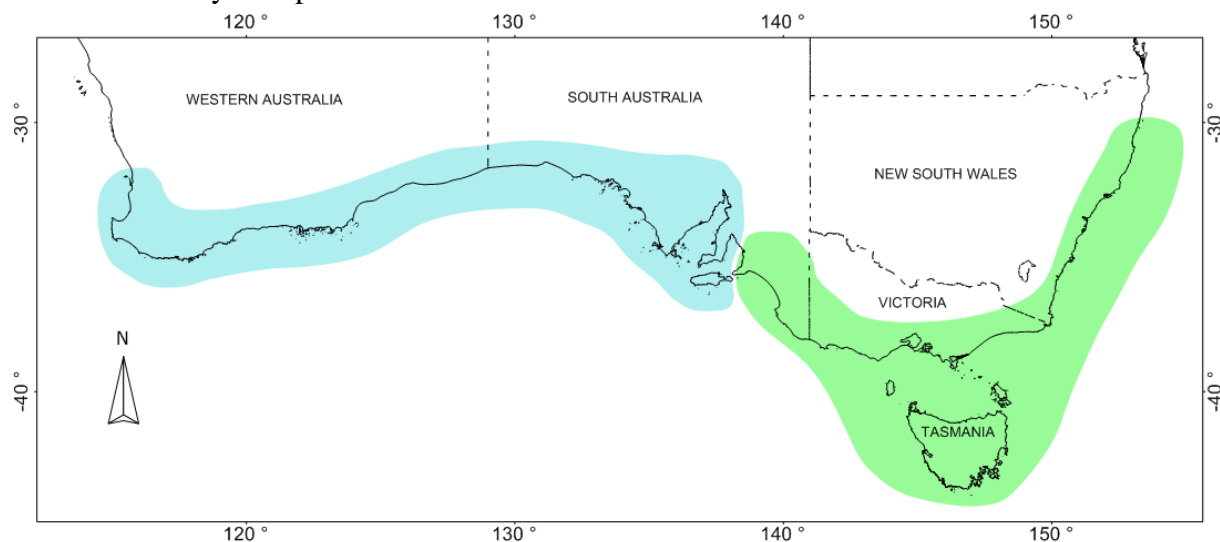 120 ° 130 ° 140 ° 150 °
WESTERN AUSTRALIA
SOUTH AUSTRALIA
-30 ° -30 °
NEW SOUTH WALES
VICTORIA
N
-40 ° -40 °
TASMANIA
120 ° 130 ° 140 ° 150 °